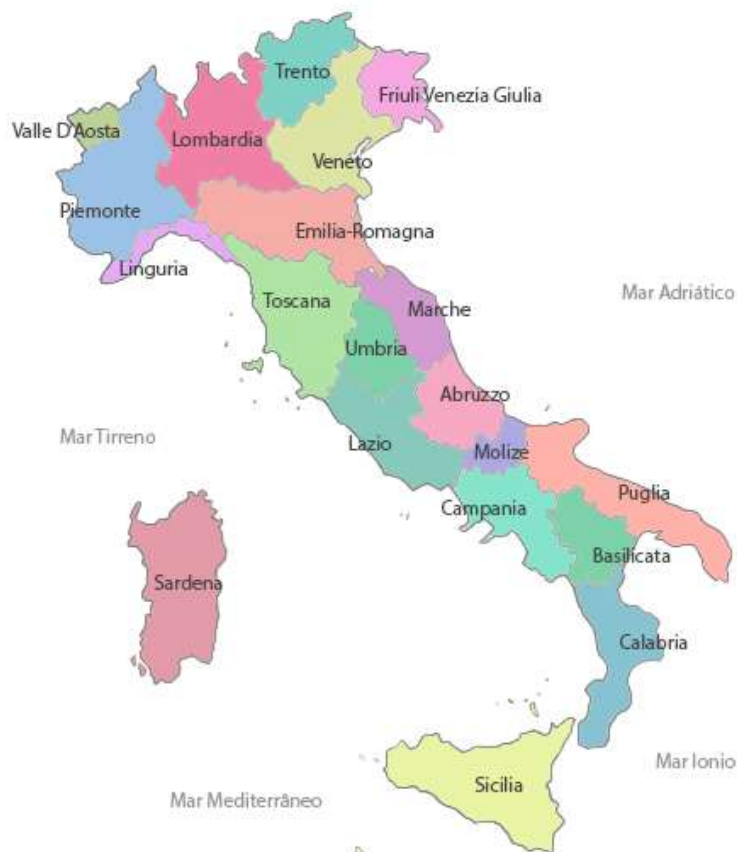 Trento
Friuli Venezia Giulia
Valle D'Aosta
Lombardia
Veneto
Piemonte
Emilia-Romagna
Linguria
Toscana
Marche
Mar Adriático
Umbria
Abruzzo
Mar Tirreno
Lazio
Molize
Puglia
Campania
Basilicata
Sardena
Calabria
Mar Ionio
Sicilia
Mar Mediterrâneo